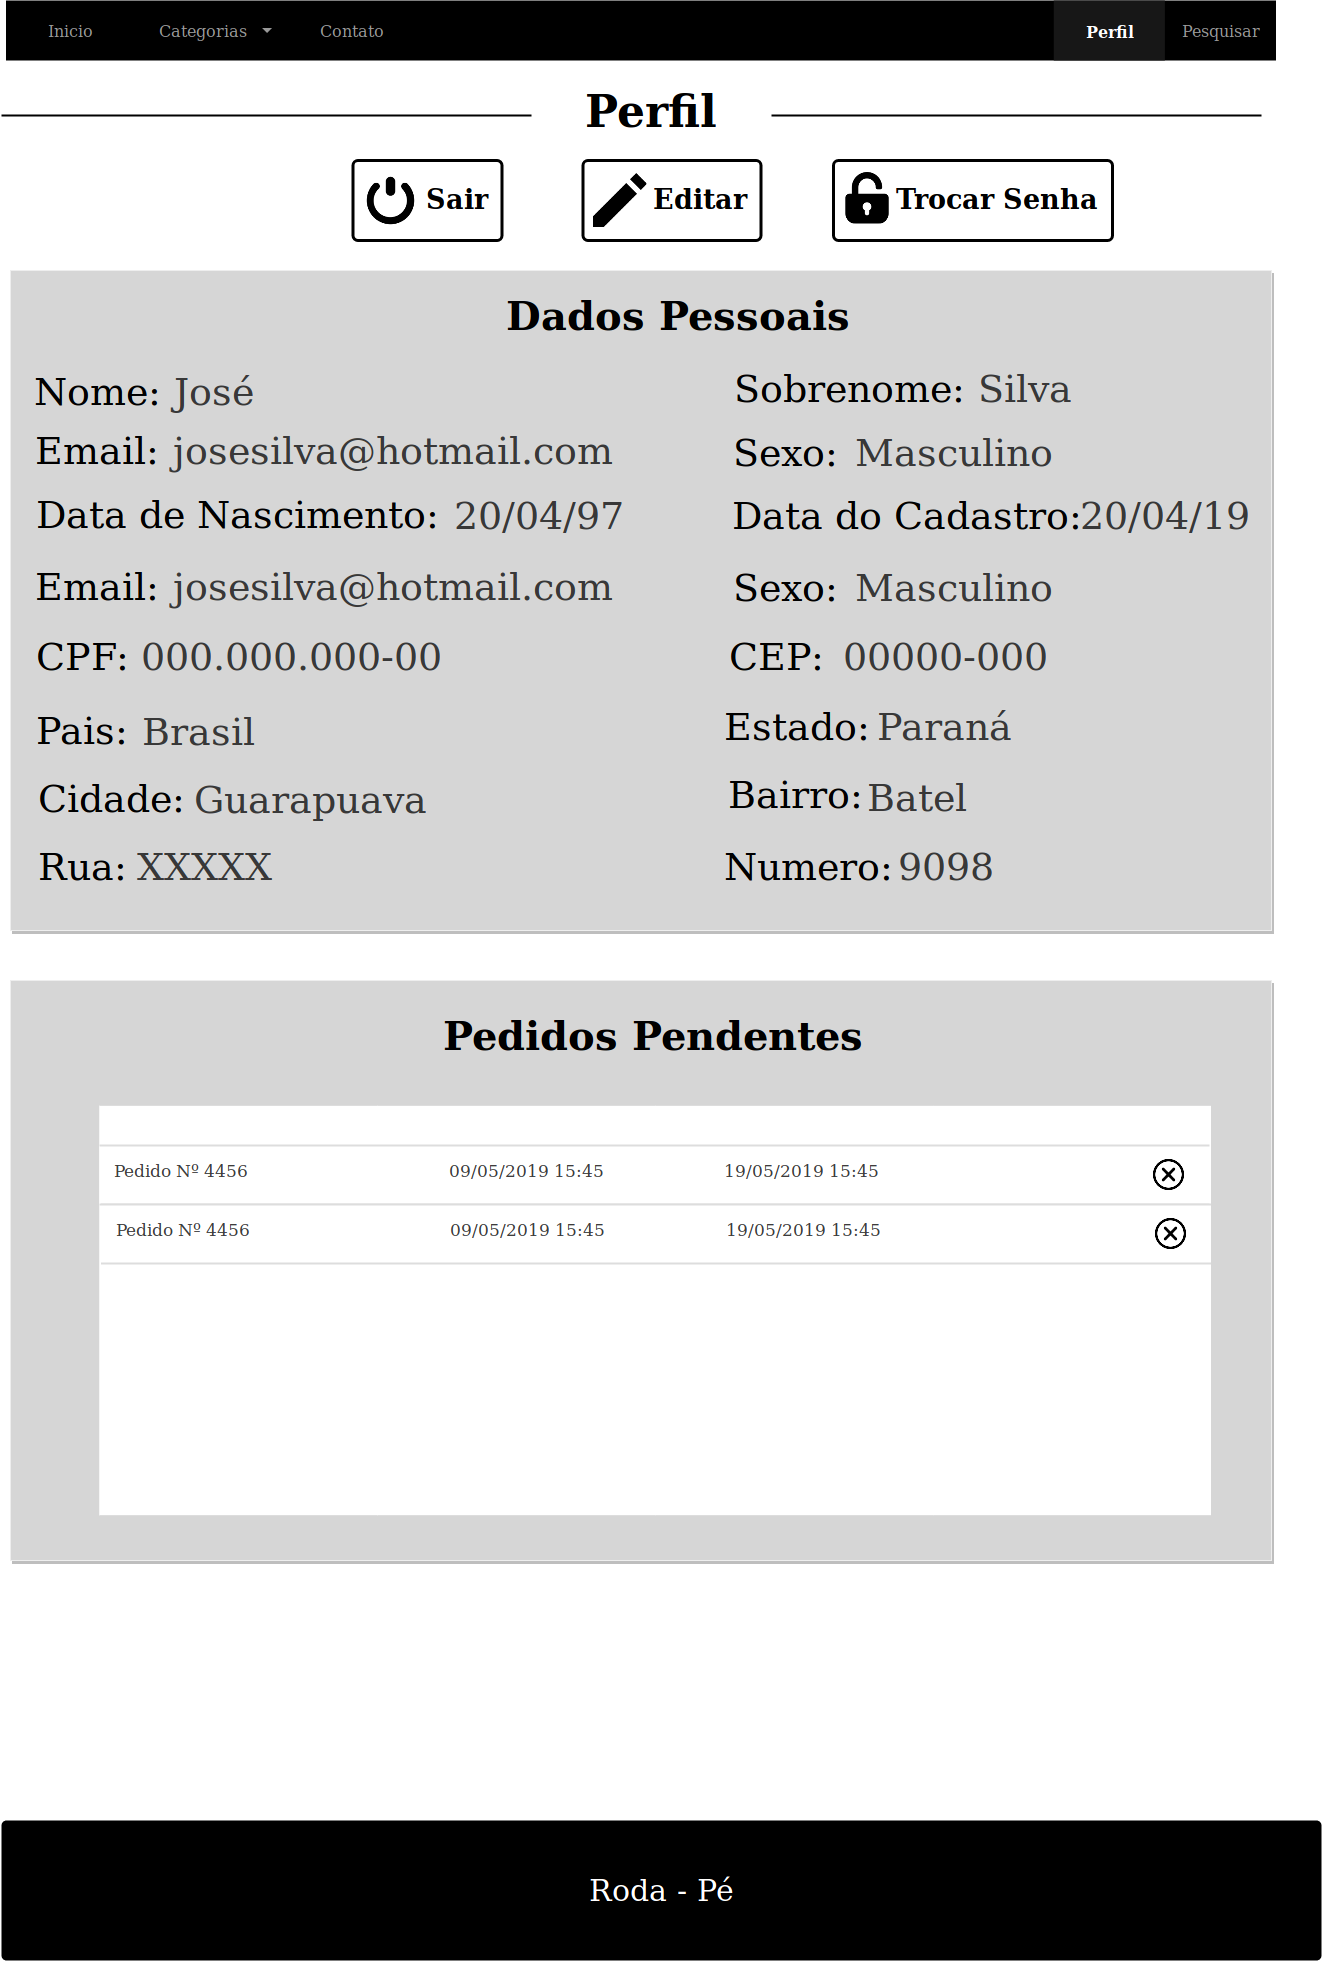 Inicio Categorias Contato Perfil Pesquisar
Perfil
Sair Editar Trocar Senha
Dados Pessoais
Nome: José Sobrenome: Silva
Email: josesilva@hotmail.com Sexo: Masculino
Data de Nascimento: 20/04/97 Data do Cadastro:20/04/19
Email: josesilva@hotmail.com Sexo: Masculino
CPF: 000.000.000-00 CEP: 00000-000
Pais: Brasil Estado: Paraná
Cidade: Guarapuava Bairro: Batel
Rua: XXXXX Numero: 9098
Pedidos Pendentes
Pedido Nº 4456 09/05/2019 15:45 19/05/2019 15:45
Pedido Nº 4456 09/05/2019 15:45 19/05/2019 15:45
Roda - Pé